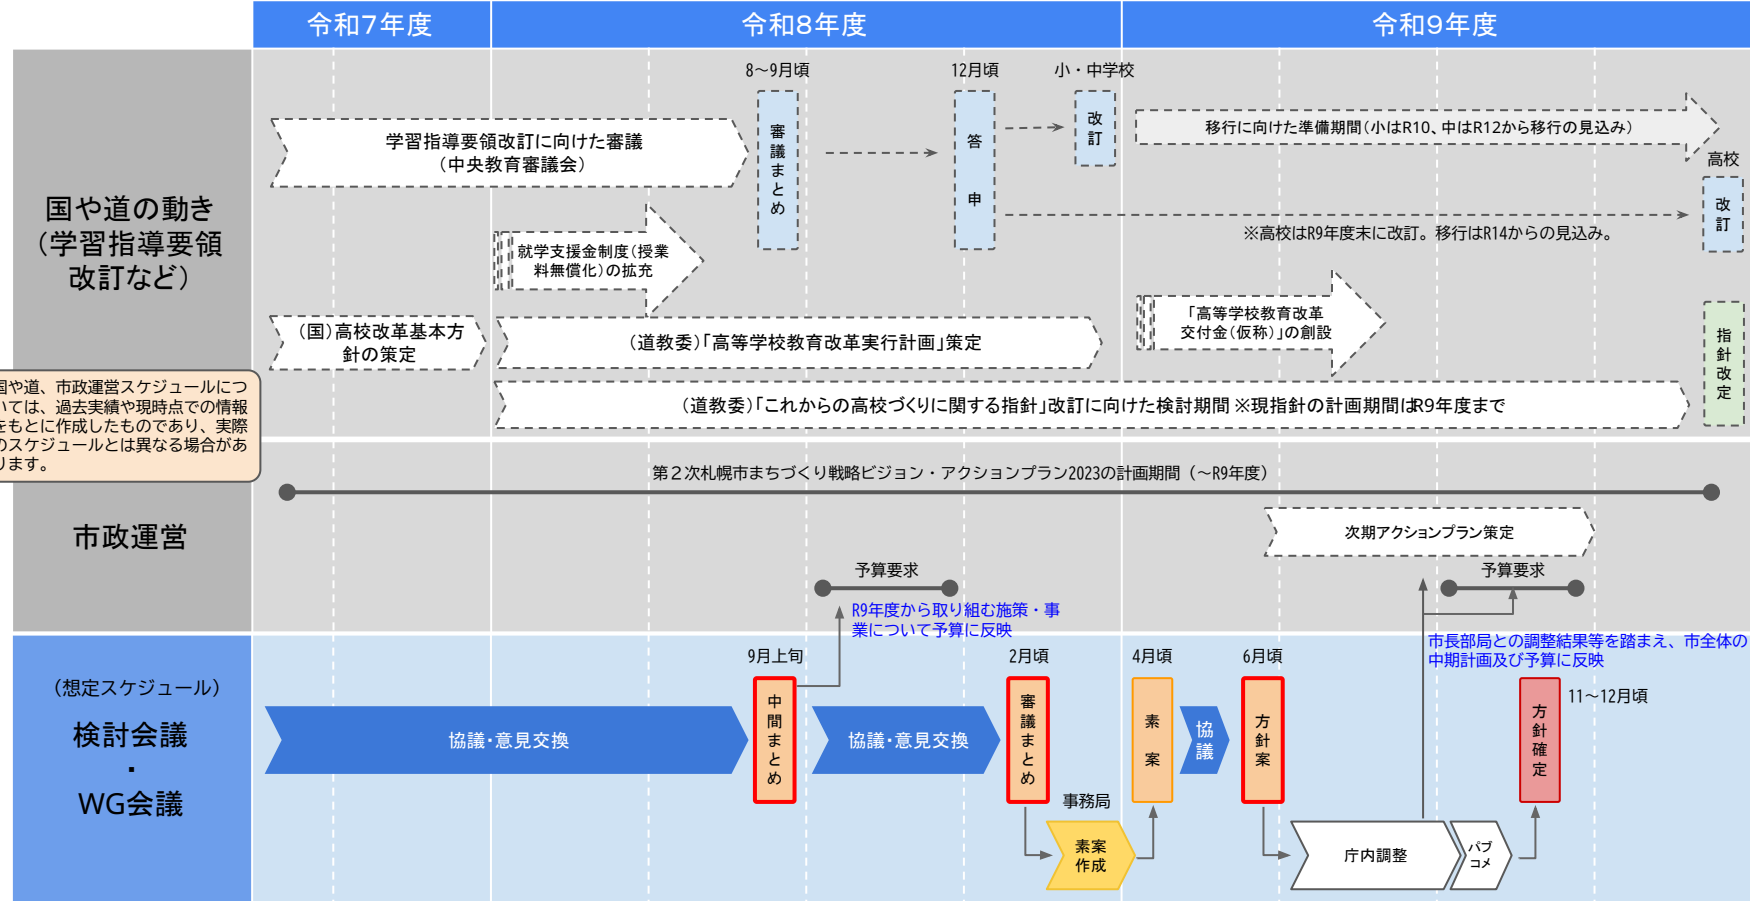 令和７年度
令和８年度
令和９年度
国や道の動き
（学習指導要領
改訂など）
8～9月頃
12月頃
小・中学校
学習指導要領改訂に向けた審議
（中央教育審議会）
審議まとめ
答申
改訂
移行に向けた準備期間（小はR10、中はR12から移行の見込み）
高校
改訂
※高校はR9年度末に改訂。移行はR14からの見込み。
就学支援金制度（授業
料無償化）の拡充
「高等学校教育改革
交付金（仮称）」の創設
（国）高校改革基本方
針の策定
（道教委）「高等学校教育改革実行計画」策定
指針改定
（道教委）「これからの高校づくりに関する指針」改訂に向けた検討期間 ※現指針の計画期間はR9年度まで
国や道、市政運営スケジュールにつ
いては、過去実績や現時点での情報
をもとに作成したものであり、実際
のスケジュールとは異なる場合があ
ります。
市政運営
第２次札幌市まちづくり戦略ビジョン・アクションプラン2023の計画期間（～R9年度）
次期アクションプラン策定
予算要求
予算要求
R9年度から取り組む施策・事
業について予算に反映
市長部局との調整結果等を踏まえ、市全体の
中期計画及び予算に反映
（想定スケジュール）
検討会議
・
WG会議
9月上旬
2月頃
4月頃
6月頃
11～12月頃
協議・意見交換
中間まとめ
協議・意見交換
審議まとめ
素案
協
議
方針案
方針確定
事務局
素案
作成
庁内調整
パブ
コメ